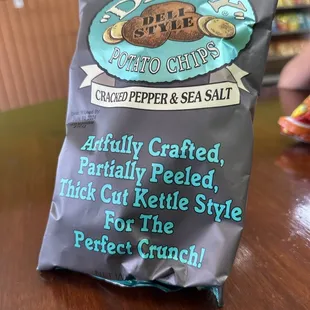 DELI
STYLE
POTATO CHIPS
CRACKED PEPPER & SEA SALT
Artfully Crafted,
Partially Peeled,
Thick Cut Kettle Style
For The
Perfect Crunch!